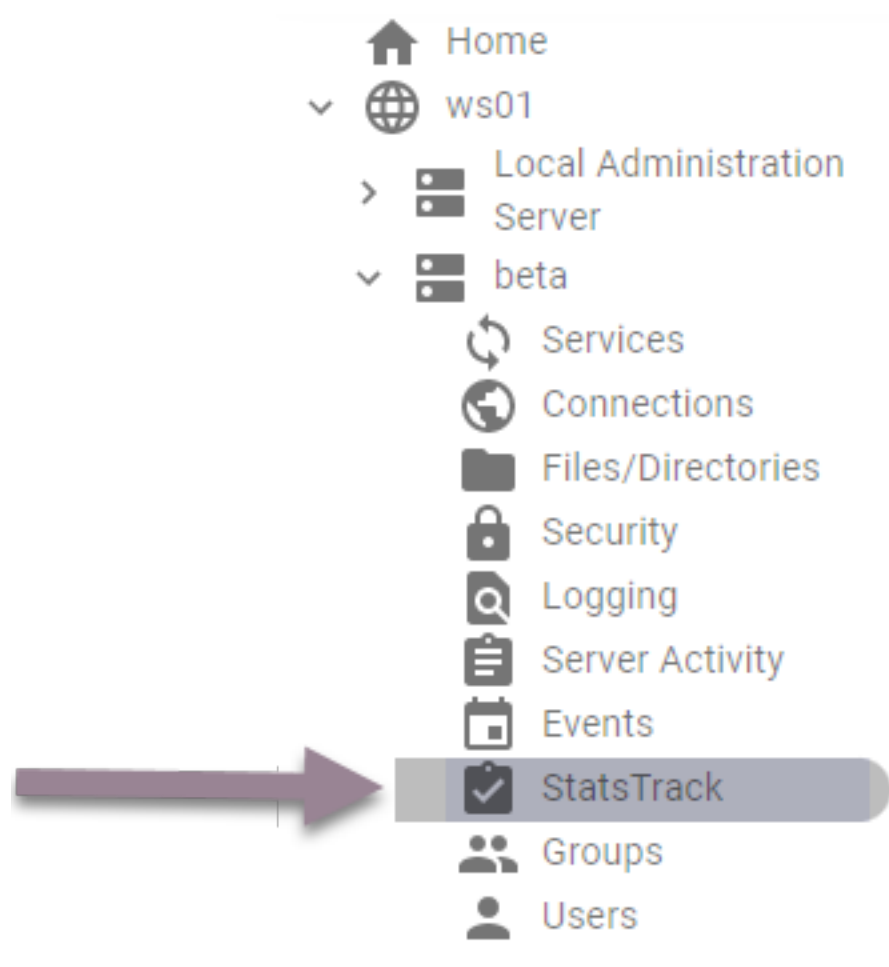 Home
ws01
Local Administration
Server
beta
Services
Connections
Files/Directories
Security
Logging
Server Activity
Events
StatsTrack
Groups
Users